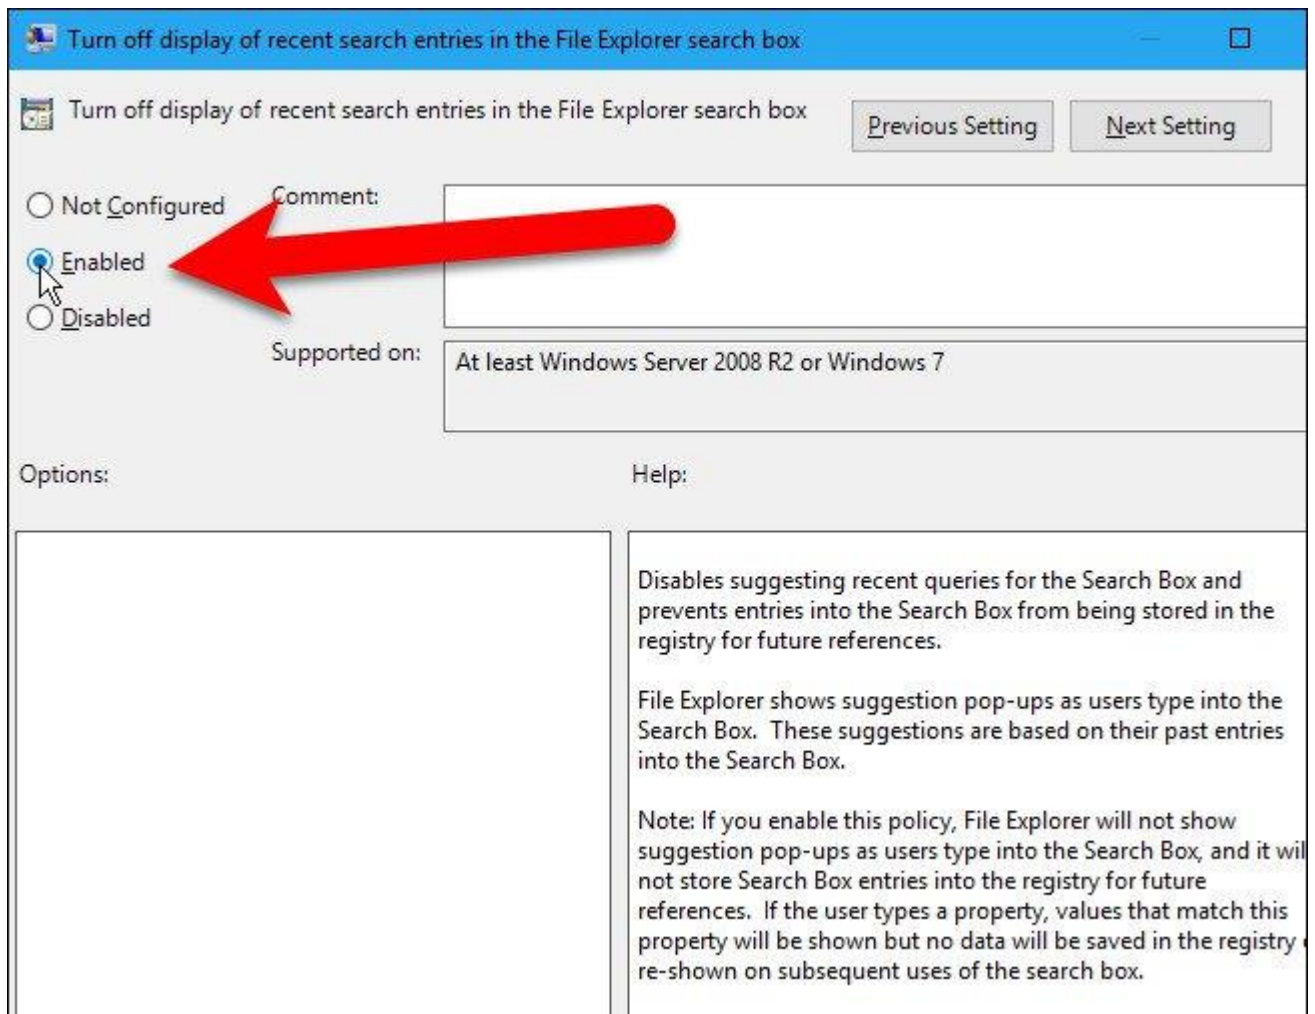 Turn off display of recent search entries in the File Explorer search box
Turn off display of recent search entries in the File Explorer search box
Previous Setting
Next Setting
Not Configured
Comment:
Enabled
Disabled
Supported on:
At least Windows Server 2008 R2 or Windows 7
Options:
Help:
Disables suggesting recent queries for the Search Box and
prevents entries into the Search Box from being stored in the
registry for future references.
File Explorer shows suggestion pop-ups as users type into the
Search Box.  These suggestions are based on their past entries
into the Search Box.
Note: If you enable this policy, File Explorer will not show
suggestion pop-ups as users type into the Search Box, and it wil
not store Search Box entries into the registry for future
references.  If the user types a property, values that match this
property will be shown but no data will be saved in the registry
re-shown on subsequent uses of the search box.